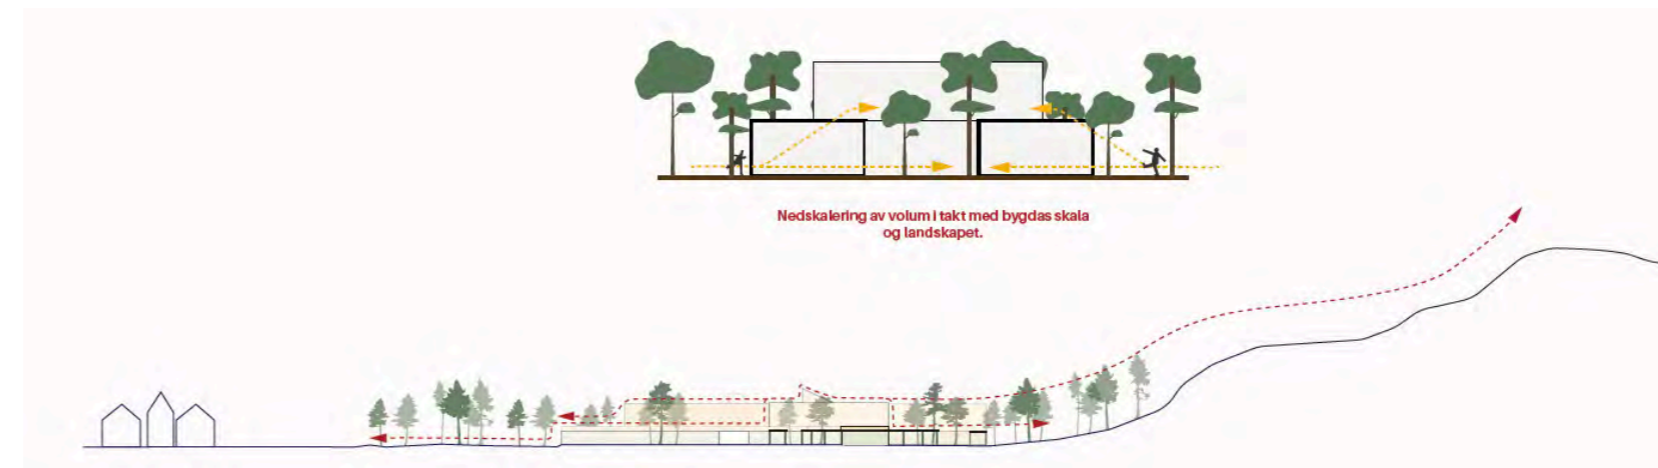 Nedskalering av volum i takt med bygdas skala
og landskapet.